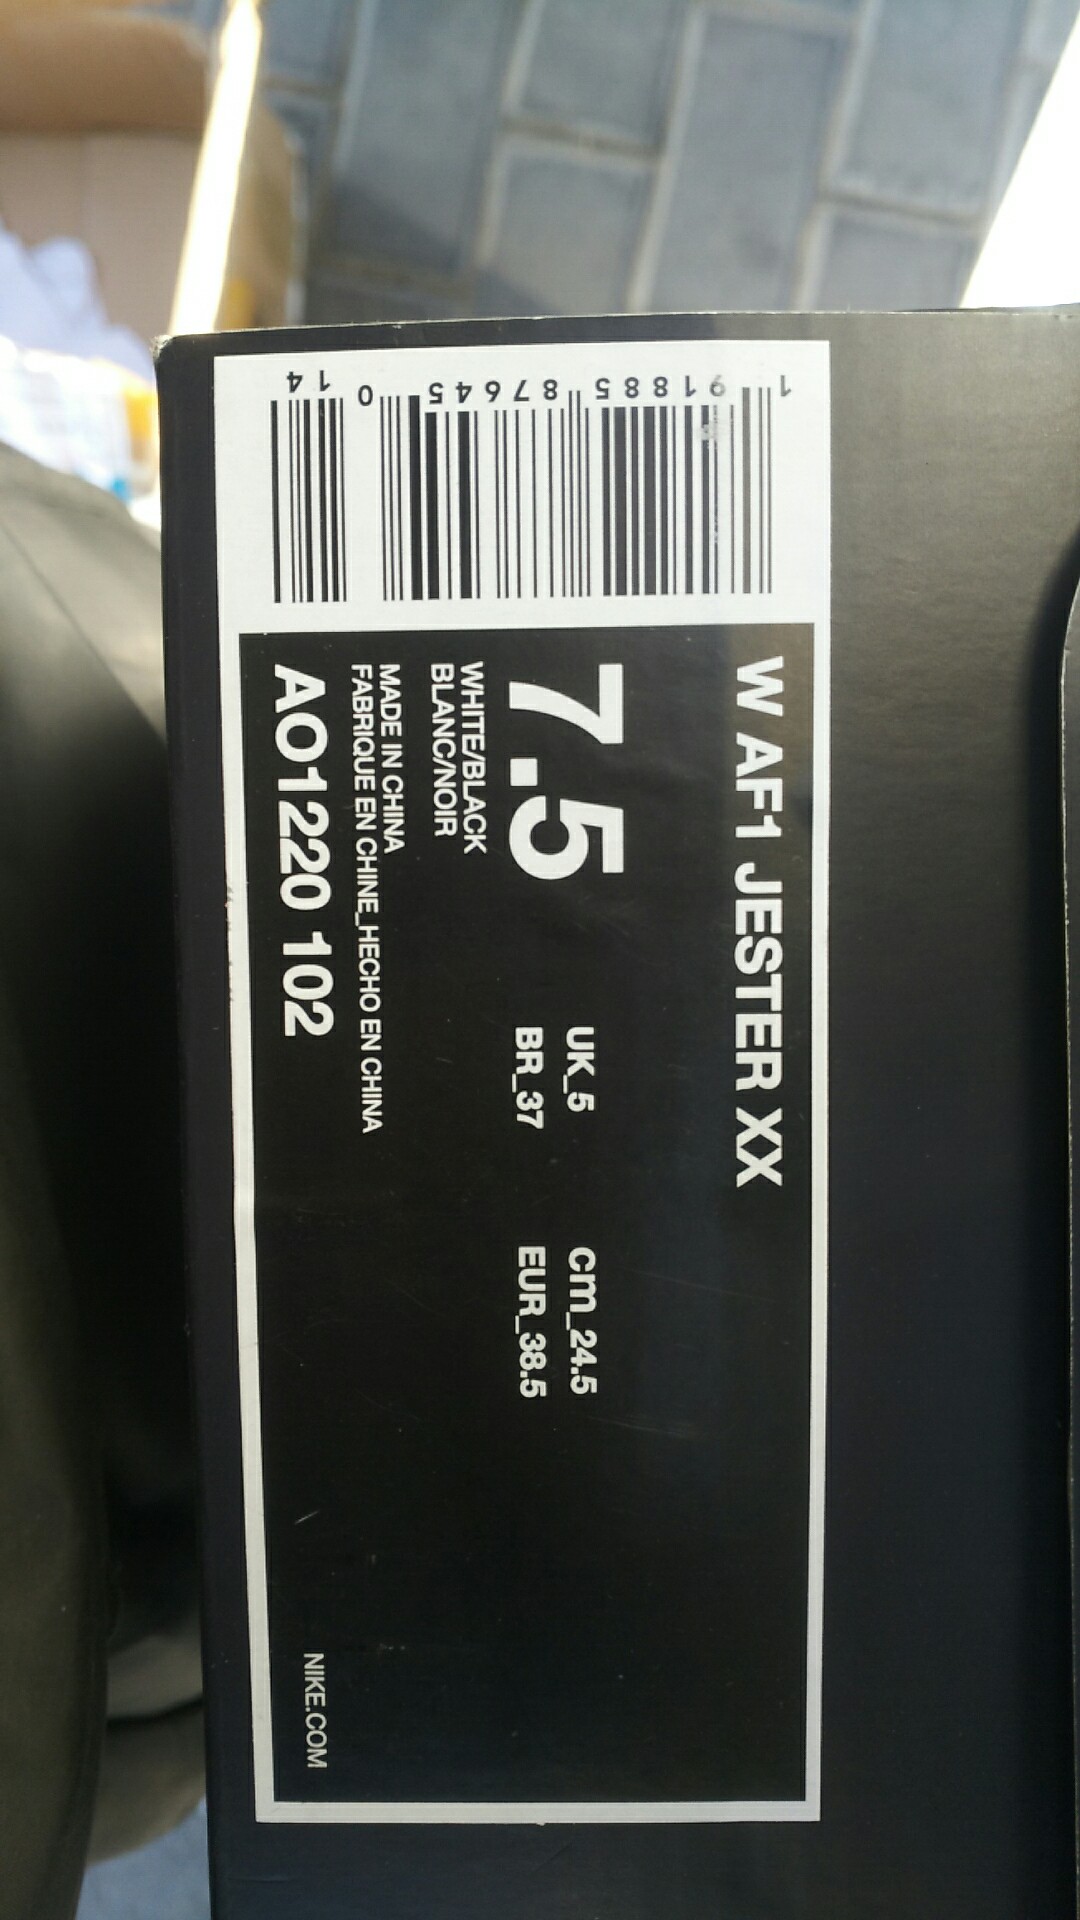 W AF1 JESTER XX
7.5
UK_5
cm_24.5
BR_37
EUR_38.5
WHITE/BLACK
BLANC/NOIR
MADE IN CHINA
FABRIQUE EN CHINE_HECHO EN CHINA
AO1220 102
NIKE.COM
1 91885 87645 0 14